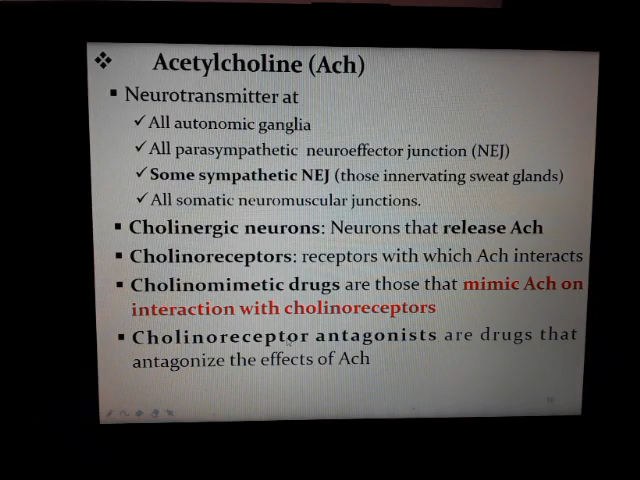 ❖ Acetylcholine (Ach)
▪ Neurotransmitter at
✓All autonomic ganglia
✓All parasympathetic neuroeffector junction (NEJ)
✓Some sympathetic NEJ (those innervating sweat glands)
✓All somatic neuromuscular junctions.
▪ Cholinergic neurons: Neurons that release Ach
▪ Cholinoreceptors: receptors with which Ach interacts
▪ Cholinomimetic drugs are those that mimic Ach on
interaction with cholinoreceptors
▪ Cholinoreceptor antagonists are drugs that
antagonize the effects of Ach